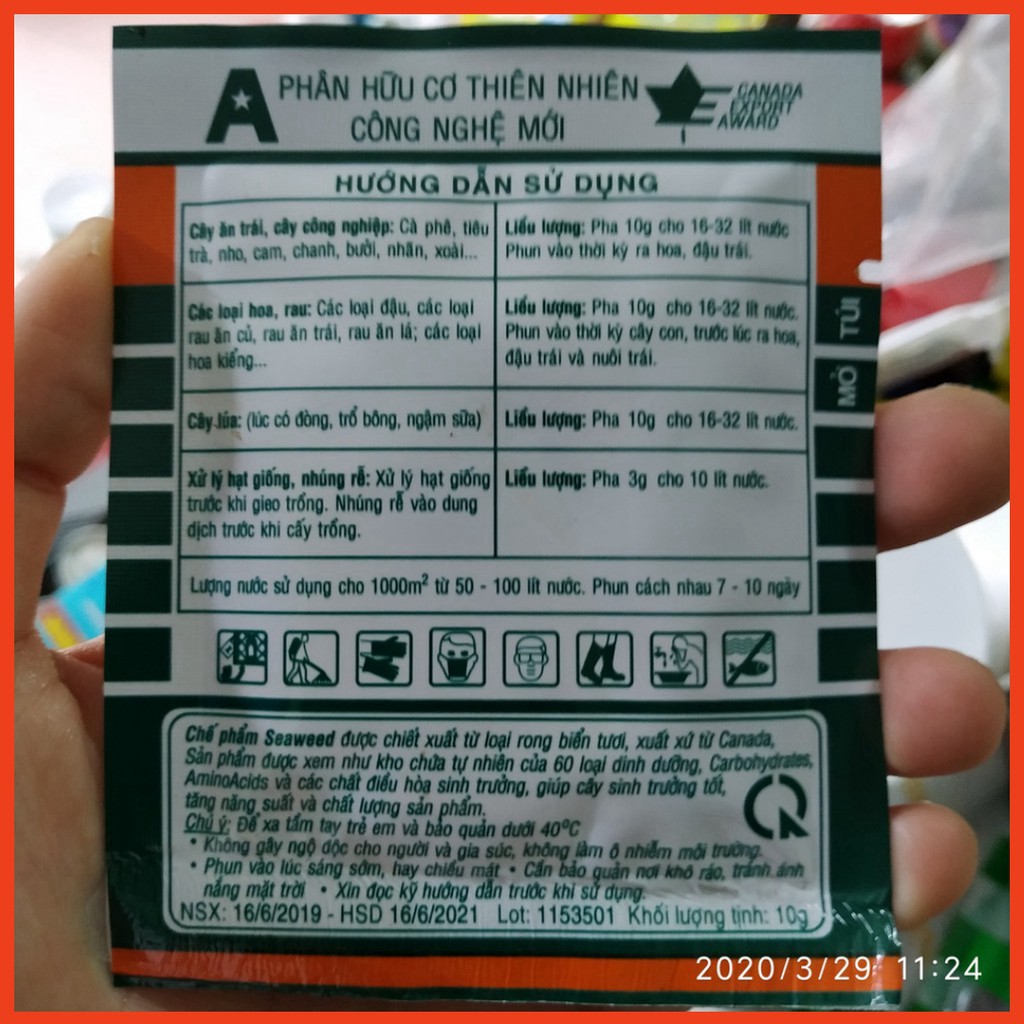 A PHÂN HỮU CƠ THIÊN NHIÊN
CÔNG NGHỆ MỚI
CANADA
EXPORT
AWARD
HƯỚNG DẪN SỬ DỤNG
Cây ăn trái, cây công nghiệp: Cà phê, tiêu
trà, nho, cam, chanh, bưởi, nhãn, xoài...
Liều lượng: Pha 10g cho 16-32 lít nước
Phun vào thời kỳ ra hoa, đậu trái.
Các loại hoa, rau: Các loại đậu, các loại
rau ăn củ, rau ăn trái, rau ăn lá; các loại
hoa kiểng...
Liều lượng: Pha 10g cho 16-32 lít nước.
Phun vào thời kỳ cây con, trước lúc ra hoa,
đậu trái và nuôi trái.
Cây lúa: (lúc có đòng, trổ bông, ngậm sữa)
Liều lượng: Pha 10g cho 16-32 lít nước.
Xử lý hạt giống, nhúng rễ: Xử lý hạt giống
trước khi gieo trồng. Nhúng rễ vào dung
dịch trước khi cấy trồng.
Liều lượng: Pha 3g cho 10 lít nước.
Lượng nước sử dụng cho 1000m² từ 50 - 100 lít nước. Phun cách nhau 7 - 10 ngày
MỞ TÚI
Chế phẩm Seaweed được chiết xuất từ loại rong biển tươi, xuất xứ từ Canada,
Sản phẩm được xem như kho chứa tự nhiên của 60 loại dinh dưỡng, Carbohydrates,
AminoAcids và các chất điều hòa sinh trưởng, giúp cây sinh trưởng tốt,
tăng năng suất và chất lượng sản phẩm.
Chú ý: Để xa tầm tay trẻ em và bảo quản dưới 40⁰C
• Không gây ngộ độc cho người và gia súc, không làm ô nhiễm môi trường.
• Phun vào lúc sáng sớm, hay chiều mát • Cần bảo quản nơi khô ráo, tránh ánh
nắng mặt trời • Xin đọc kỹ hướng dẫn trước khi sử dụng.
NSX: 16/6/2019 - HSD 16/6/2021 Lot: 1153501 Khối lượng tịnh: 10g
2020/3/29 11:24